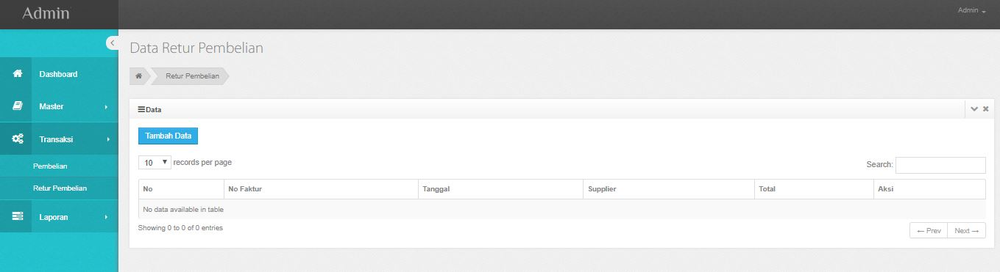 Admin
Admin
Data Retur Pembelian
Retur Pembelian
Dashboard
Master
Transaksi
Pembelian
Retur Pembelian
Laporan
Data
Tambah Data
10 records per page
Search:
No No Faktur Tanggal Supplier Total Aksi
No data available in table
Showing 0 to 0 of 0 entries
← Prev Next →